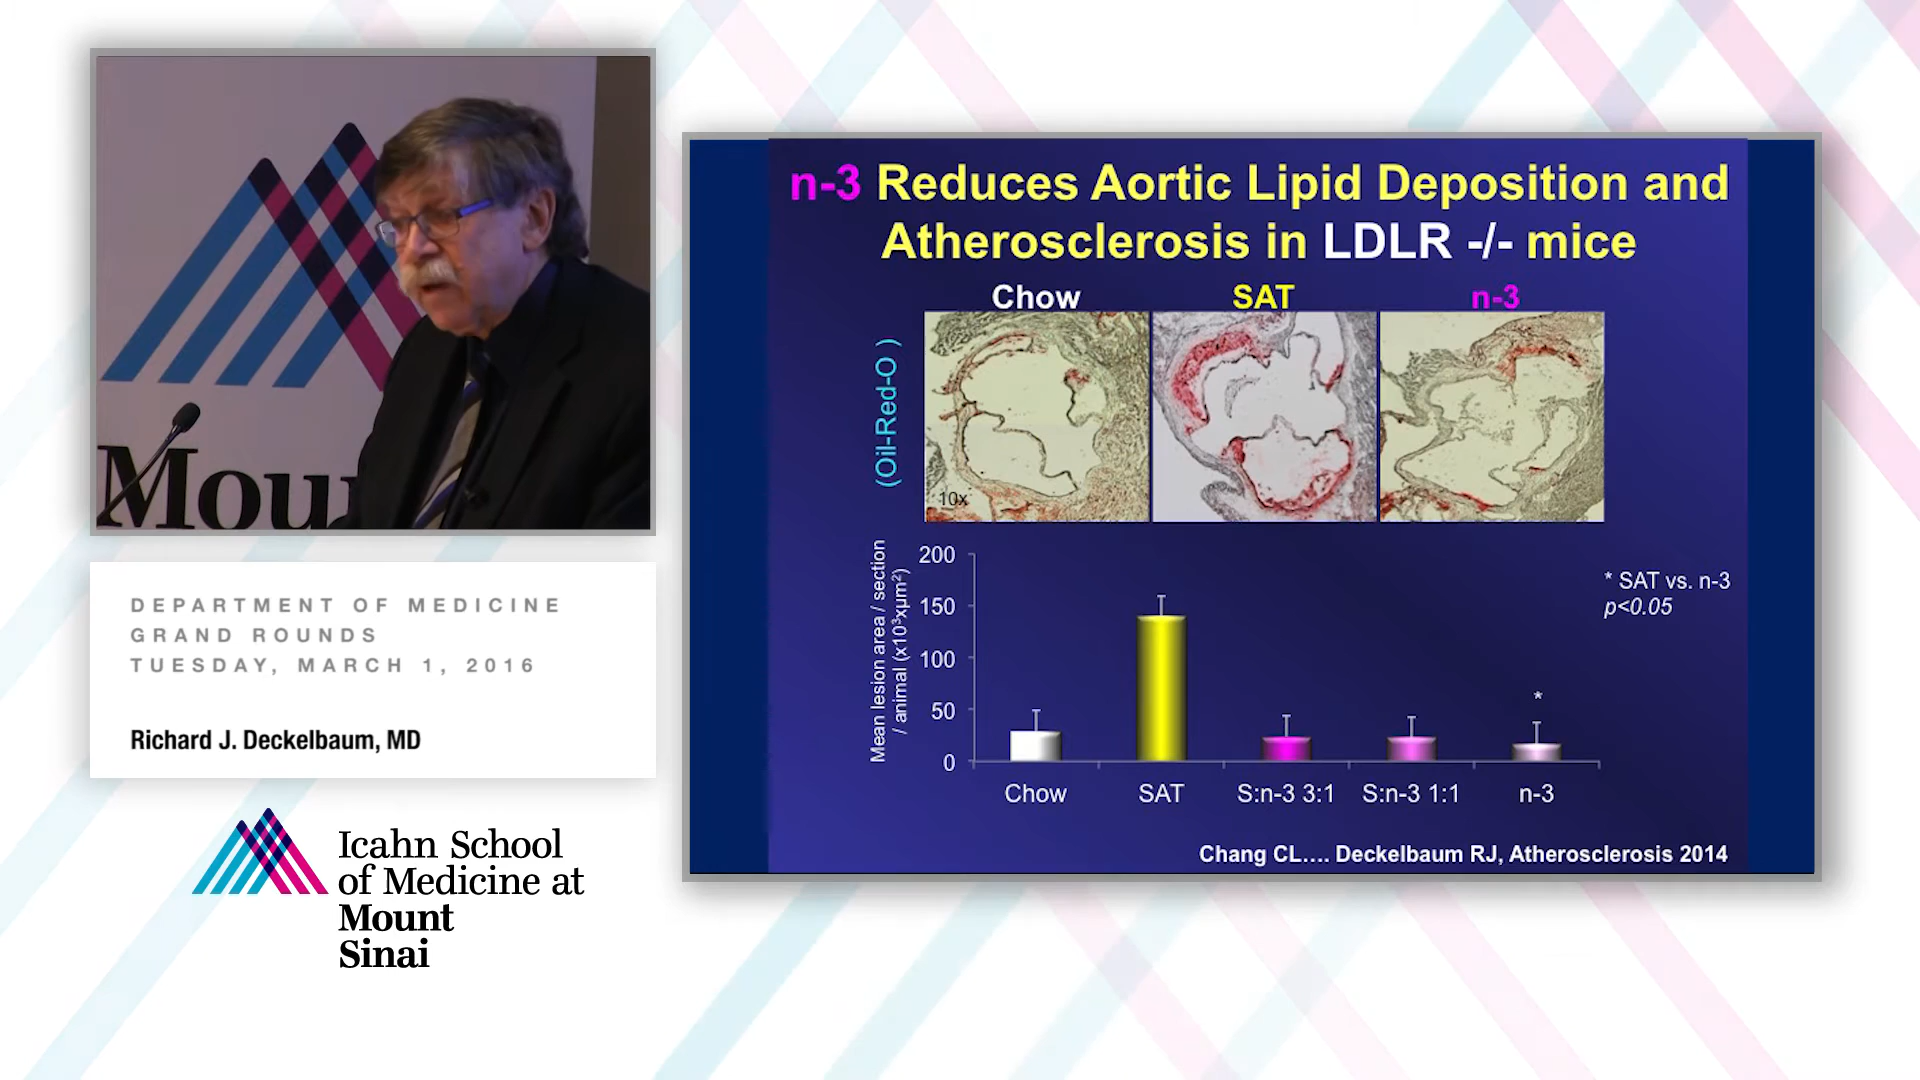 Mou
DEPARTMENT OF MEDICINE
GRAND ROUNDS
TUESDAY, MARCH 1, 2016
Richard J. Deckelbaum, MD
Icahn School
of Medicine at
Mount
Sinai
n-3 Reduces Aortic Lipid Deposition and
Atherosclerosis in LDLR -/- mice
Chow SAT n-3
(Oil-Red-O )
10x
Mean lesion area / section
/ animal (x10³xµm²)
200
150
100
50
0
* SAT vs. n-3
p<0.05
*
Chow SAT S:n-3 3:1 S:n-3 1:1 n-3
Chang CL.... Deckelbaum RJ, Atherosclerosis 2014